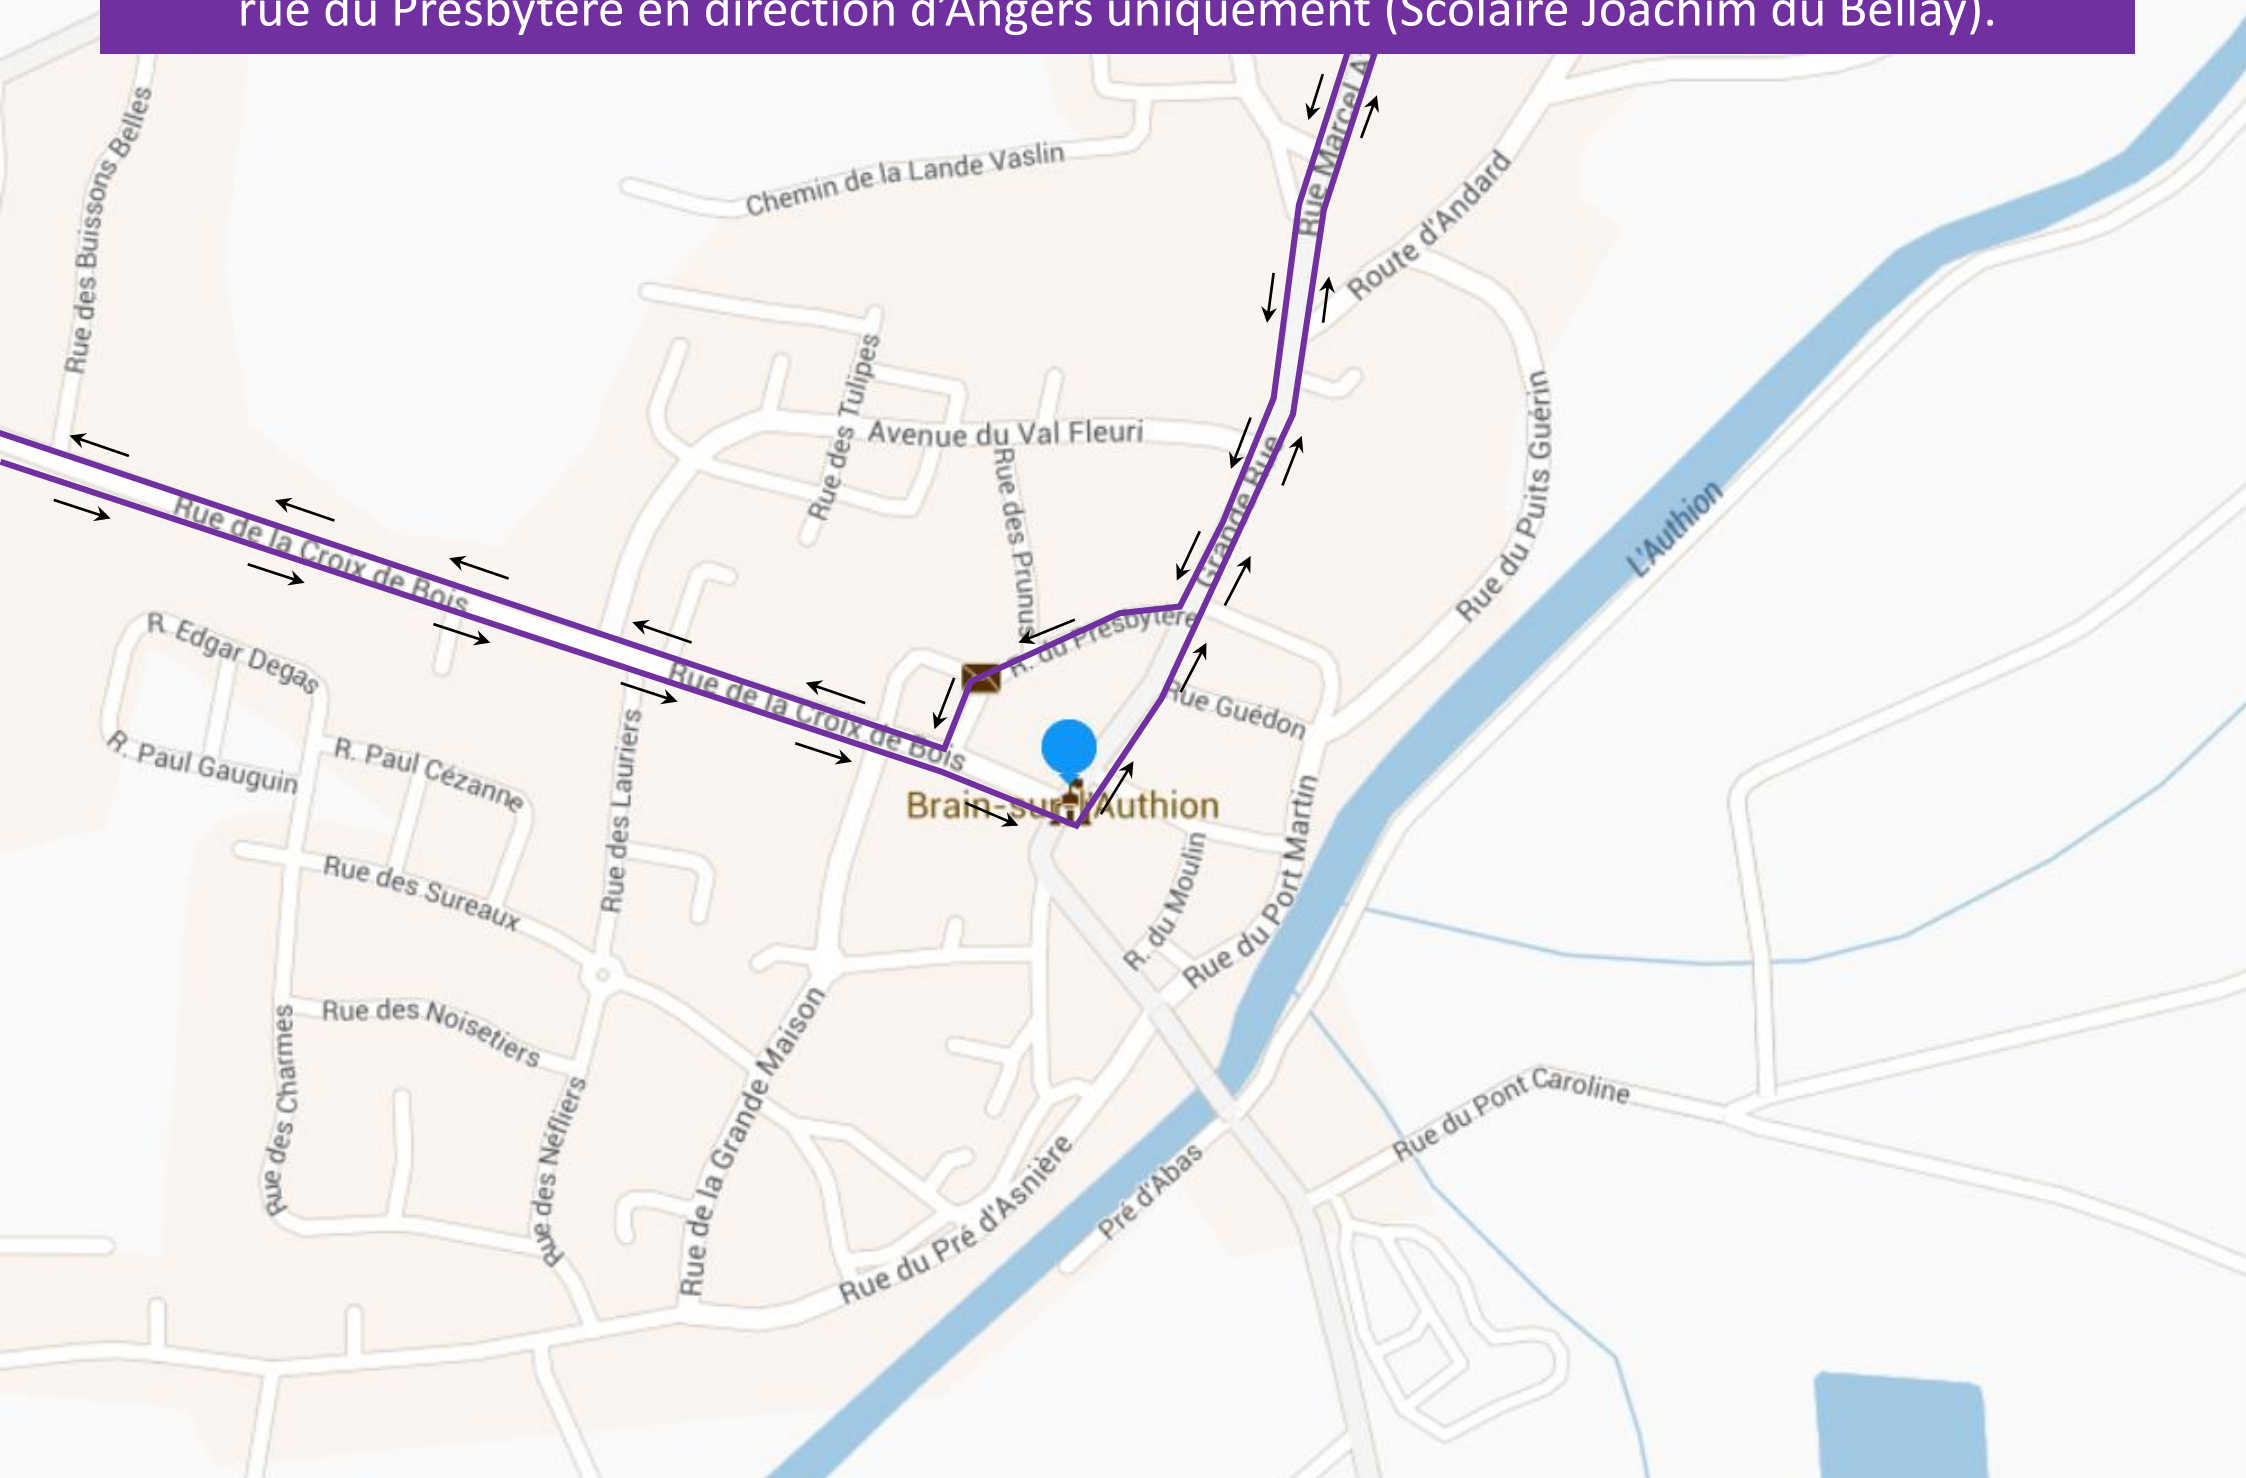 rue du Presbytère en direction d'Angers uniquement (Scolaire Joachim du Bellay).
Rue des Buissons Belles
Chemin de la Lande Vaslin
Rue Marcel A
Route d'Andard
Rue des Tulipes
Avenue du Val Fleuri
Rue des Prunus
Grande Rue
Rue du Puits Guérin
L'Authion
Rue de la Croix de Bois
R. du Presbytère
R. Edgar Degas
Rue de la Croix de Bois
Rue Guédon
R. Paul Gauguin
R. Paul Cézanne
Rue des Lauriers
Brain-sur-l'Authion
Rue du Port Martin
R. du Moulin
Rue des Sureaux
Rue des Noisetiers
Rue des Charmes
Rue des Néfliers
Rue de la Grande Maison
Rue du Pré d'Asnière
Pré d'Abas
Rue du Pont Caroline